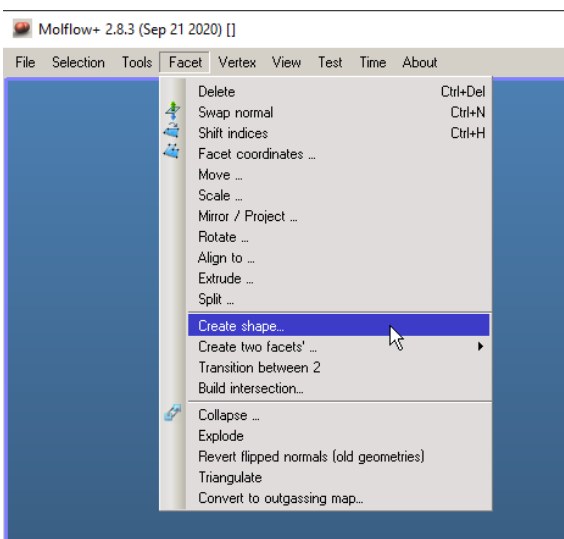 Molflow+ 2.8.3 (Sep 21 2020) []
File Selection Tools Facet Vertex View Test Time About
Delete Ctrl+Del
Swap normal Ctrl+N
Shift indices Ctrl+H
Facet coordinates ...
Move ...
Scale ...
Mirror / Project ...
Rotate ...
Align to ...
Extrude ...
Split ...
Create shape...
Create two facets' ...
Transition between 2
Build intersection...
Collapse ...
Explode
Revert flipped normals (old geometries)
Triangulate
Convert to outgassing map...